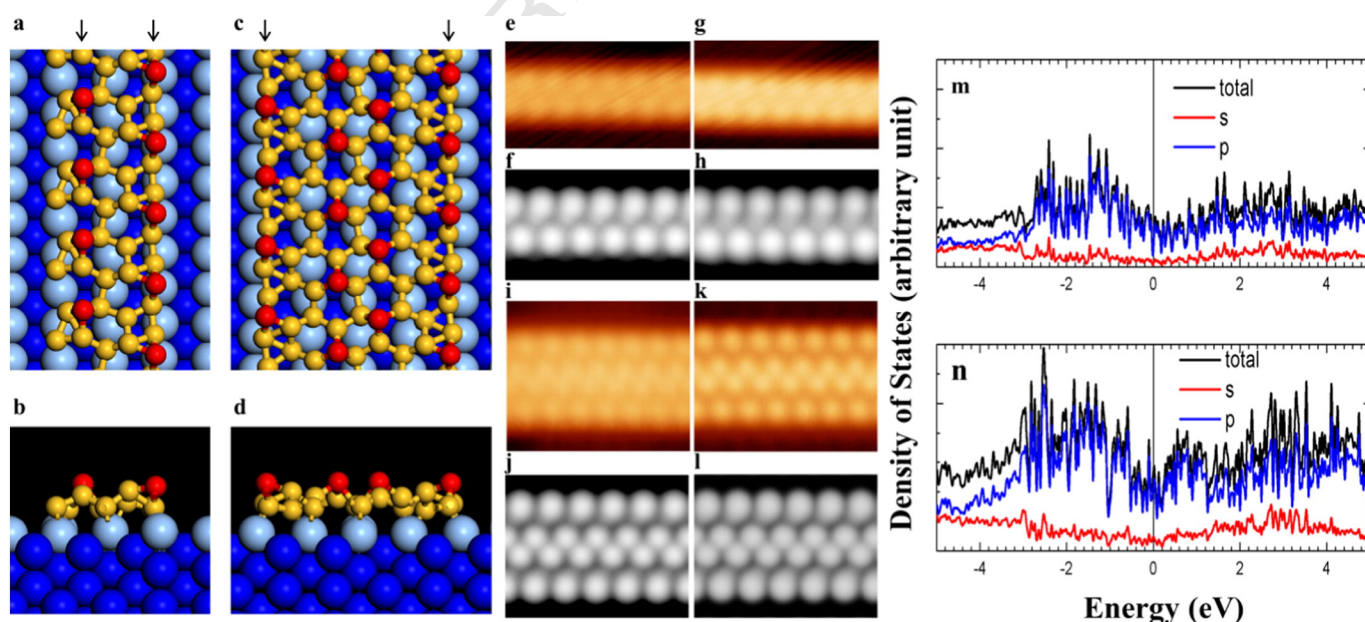 a
c
e
g
f
h
i
k
j
l
b
d
Density of States (arbitrary unit)
m
total
s
p
-4
-2
0
2
4
n
total
s
p
-4
-2
0
2
4
Energy (eV)